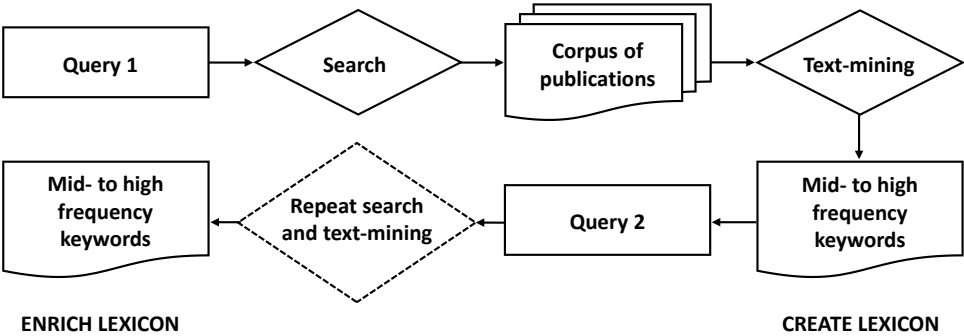 Query 1
Search
Corpus of
publications
Text-mining
Mid- to high
frequency
keywords
Query 2
Repeat search
and text-mining
Mid- to high
frequency
keywords
ENRICH LEXICON
CREATE LEXICON